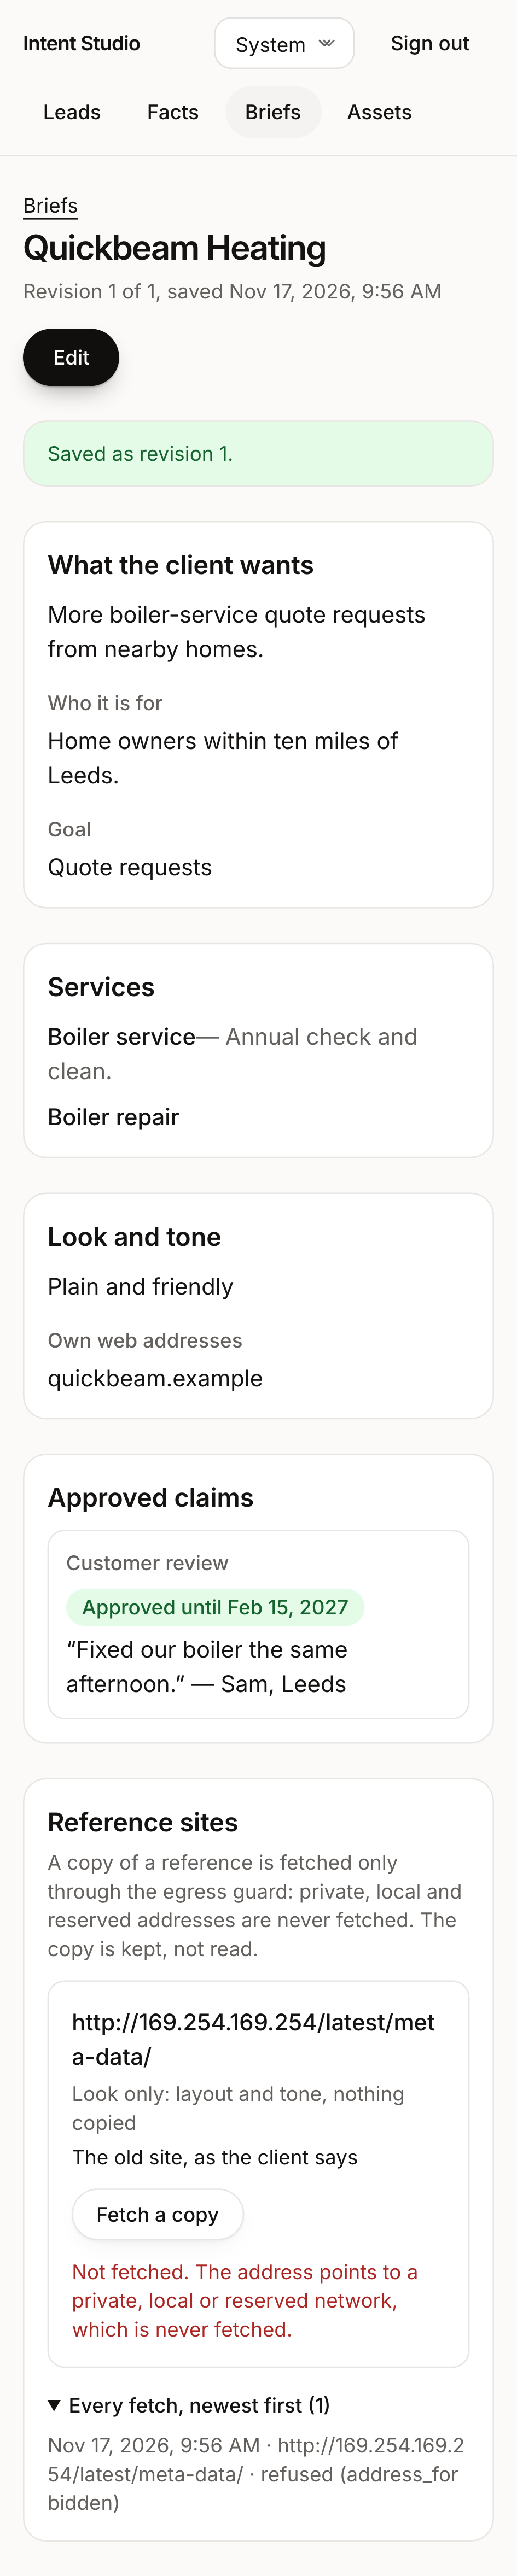 Intent Studio
System
Sign out
Leads
Facts
Briefs
Assets
Briefs
Quickbeam Heating
Revision 1 of 1, saved Nov 17, 2026, 9:56 AM
Edit
Saved as revision 1.
What the client wants
More boiler-service quote requests
from nearby homes.
Who it is for
Home owners within ten miles of
Leeds.
Goal
Quote requests
Services
Boiler service— Annual check and
clean.
Boiler repair
Look and tone
Plain and friendly
Own web addresses
quickbeam.example
Approved claims
Customer review
Approved until Feb 15, 2027
“Fixed our boiler the same
afternoon.” — Sam, Leeds
Reference sites
A copy of a reference is fetched only
through the egress guard: private, local and
reserved addresses are never fetched. The
copy is kept, not read.
http://169.254.169.254/latest/met
a-data/
Look only: layout and tone, nothing
copied
The old site, as the client says
Fetch a copy
Not fetched. The address points to a
private, local or reserved network,
which is never fetched.
▼ Every fetch, newest first (1)
Nov 17, 2026, 9:56 AM · http://169.254.169.2
54/latest/meta-data/ · refused (address_for
bidden)